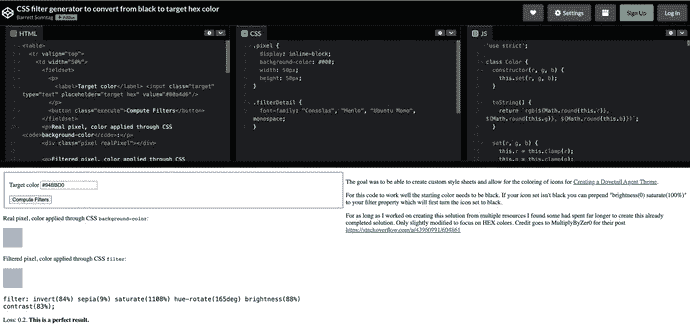 CSS filter generator to convert from black to target hex color
Barrett Sonntag
Follow
Settings
Sign Up
Log In
HTML
<table>
<tr valign="top">
<td width="50%">
<fieldset>
<p>
<label>Target color</label> <input class="target"
type="text" placeholder="target hex" value="#00a4d6"/>
</p>
<button class="execute">Compute Filters</button>
</fieldset>
<p>Real pixel, color applied through CSS
<code>background-color</code>:</p>
<div class="pixel realPixel"></div>
<p>Filtered pixel, color applied through CSS
CSS
.pixel {
display: inline-block;
background-color: #000;
width: 50px;
height: 50px;
}
.filterDetail {
font-family: "Consolas", "Menlo", "Ubuntu Mono",
monospace;
}
JS
'use strict';
class Color {
constructor(r, g, b) {
this.set(r, g, b);
}
toString() {
return `rgb(${Math.round(this.r)},
${Math.round(this.g)}, ${Math.round(this.b)})`;
}
set(r, g, b) {
this.r = this.clamp(r);
this.g = this.clamp(g);
Target color
Compute Filters
Real pixel, color applied through CSS background-color:
Filtered pixel, color applied through CSS filter:
filter: invert(84%) sepia(9%) saturate(1108%) hue-rotate(165deg) brightness(88%)
contrast(83%);
Loss: 0.2. This is a perfect result.
The goal was to be able to create custom style sheets and allow for the coloring of icons for Creating a Dovetail Agent Theme.
For this code to work well the starting color needs to be black. If your icon set isn't black you can prepend "brightness(0) saturate(100%)"
to your filter property which will first turn the icon set to black.
For as long as I worked on creating this solution from multiple resources I found some had spent far longer to create this already
completed solution. Only slightly modified to focus on HEX colors. Credit goes to MultiplyByZer0 for their post